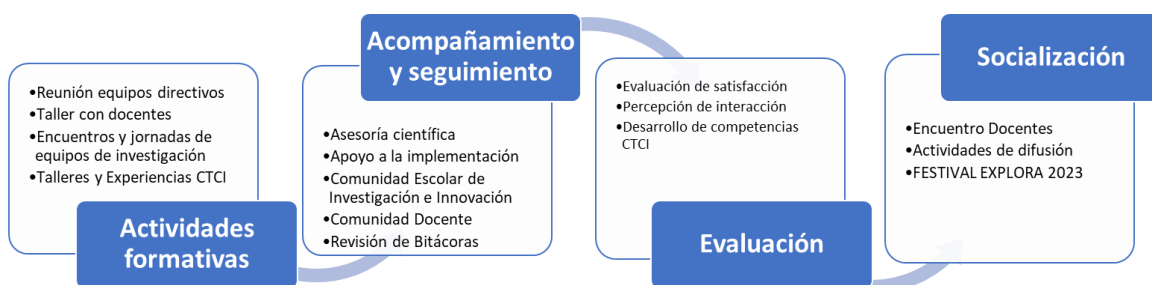 •Reunión equipos directivos
•Taller con docentes
•Encuentros y jornadas de
equipos de investigación
•Talleres y Experiencias CTCI
Actividades
formativas
Acompañamiento
y seguimiento
•Asesoría científica
•Apoyo a la implementación
•Comunidad Escolar de
Investigación e Innovación
•Comunidad Docente
•Revisión de Bitácoras
•Evaluación de satisfacción
•Percepción de interacción
•Desarrollo de competencias
CTCI
Evaluación
Socialización
•Encuentro Docentes
•Actividades de difusión
•FESTIVAL EXPLORA 2023